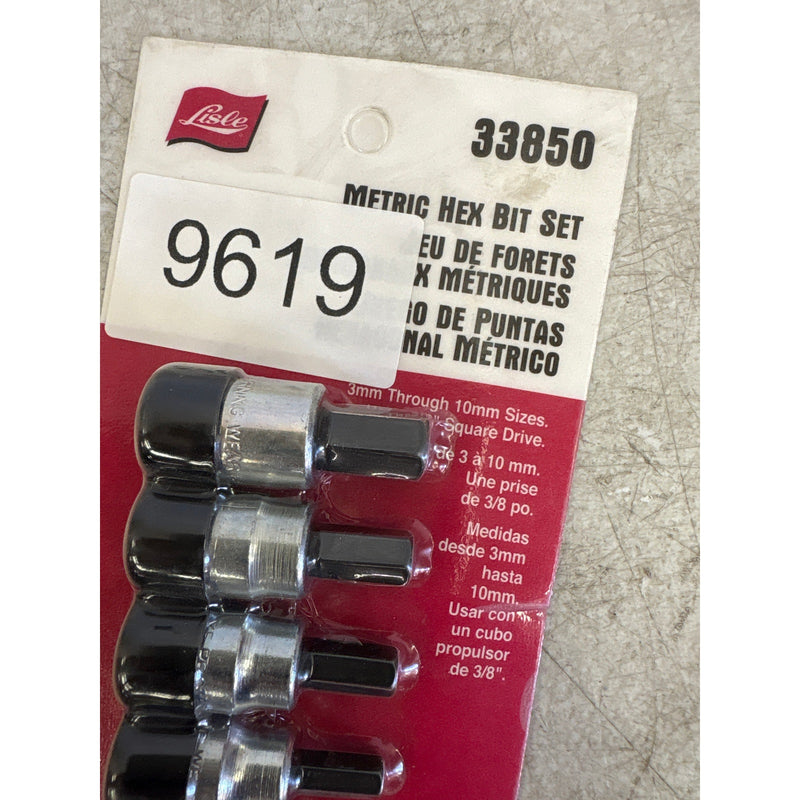 Lisle
33850
METRIC HEX BIT SET
EU DE FORETS
X MÉTRIQUES
GO DE PUNTAS
NAL MÉTRICO
9619
3mm Through 10mm Sizes.
Square Drive.
de 3 à 10 mm.
Une prise
de 3/8 po.
Medidas
desde 3mm
hasta
10mm.
Usar con
un cubo
propulsor
de 3/8".